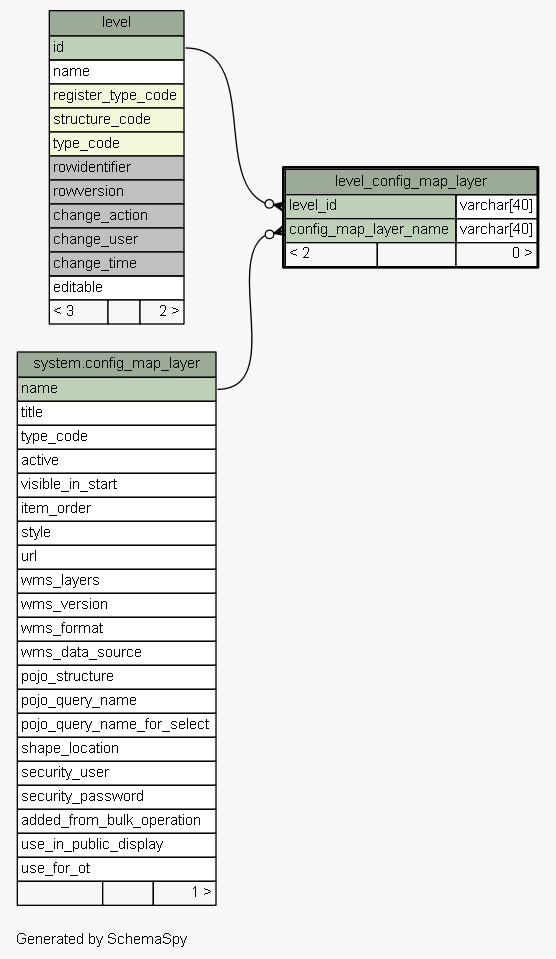 level
id
name
register_type_code
structure_code
type_code
rowidentifier
rowversion
change_action
change_user
change_time
editable
< 3 2 >
level_config_map_layer
level_id varchar[40]
config_map_layer_name varchar[40]
< 2 0 >
system.config_map_layer
name
title
type_code
active
visible_in_start
item_order
style
url
wms_layers
wms_version
wms_format
wms_data_source
pojo_structure
pojo_query_name
pojo_query_name_for_select
shape_location
security_user
security_password
added_from_bulk_operation
use_in_public_display
use_for_ot
1 >
Generated by SchemaSpy